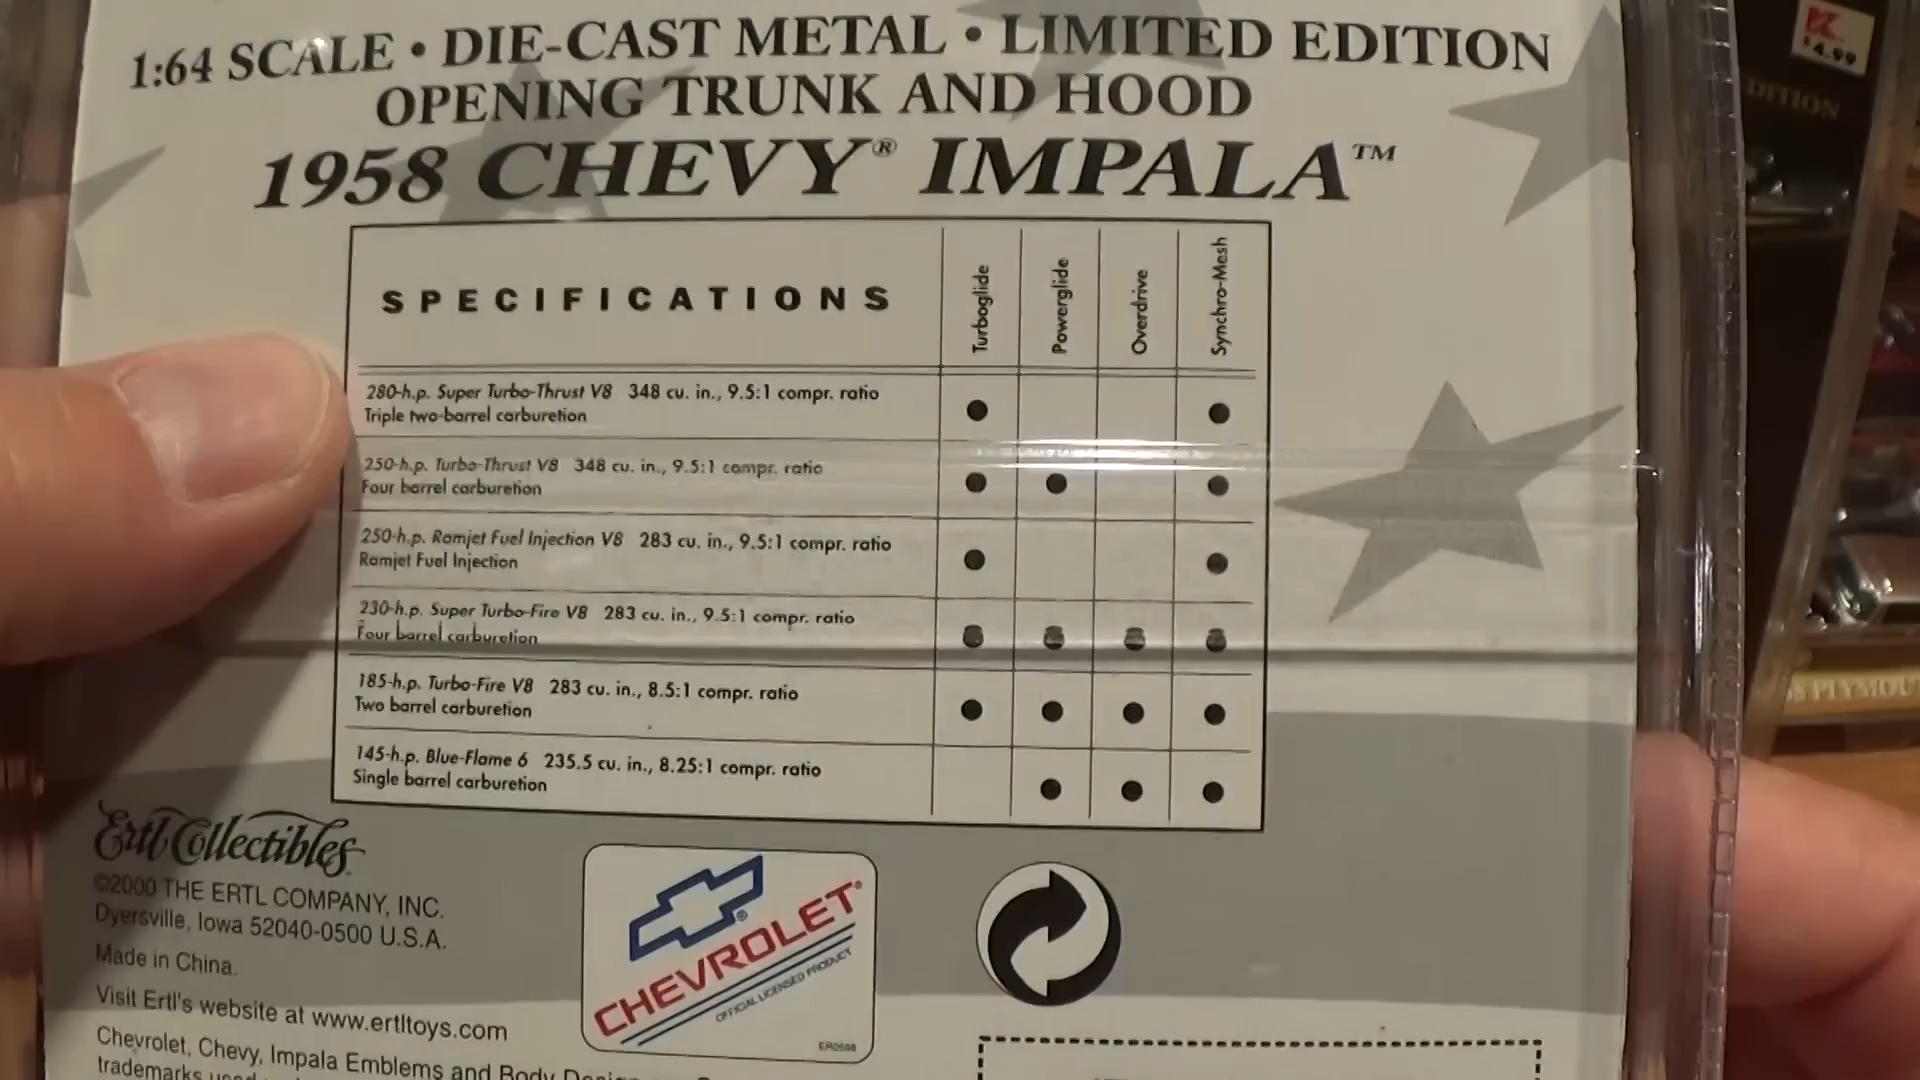 1:64 SCALE • DIE-CAST METAL • LIMITED EDITION
OPENING TRUNK AND HOOD
1958 CHEVY® IMPALA™
SPECIFICATIONS
Turboglide
Powerglide
Overdrive
Synchro-Mesh
280-h.p. Super Turbo-Thrust V8 348 cu. in., 9.5:1 compr. ratio
Triple two-barrel carburetion
250-h.p. Turbo-Thrust V8 348 cu. in., 9.5:1 compr. ratio
Four barrel carburetion
250-h.p. Ramjet Fuel Injection V8 283 cu. in., 9.5:1 compr. ratio
Ramjet Fuel Injection
230-h.p. Super Turbo-Fire V8 283 cu. in., 9.5:1 compr. ratio
Four barrel carburetion
185-h.p. Turbo-Fire V8 283 cu. in., 8.5:1 compr. ratio
Two barrel carburetion
145-h.p. Blue-Flame 6 235.5 cu. in., 8.25:1 compr. ratio
Single barrel carburetion
Ertl Collectibles
©2000 THE ERTL COMPANY, INC.
Dyersville, Iowa 52040-0500 U.S.A.
Made in China.
Visit Ertl's website at www.ertltoys.com
Chevrolet, Chevy, Impala Emblems and Body
trademarks
CHEVROLET®
OFFICIAL LICENSED PRODUCT
ER0598
K
$4.99
DITION
PLYMOU